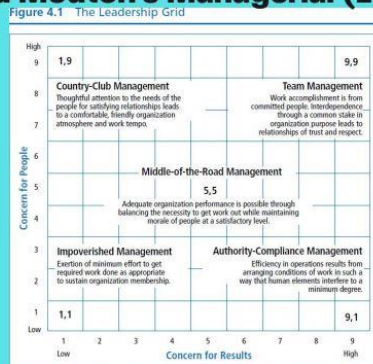 d Mouton's Managerial (L
Figure 4.1 The Leadership Grid
High
9
1,9
9,9
8
Country-Club Management
Thoughtful attention to the needs of the
people for satisfying relationships leads
to a comfortable, friendly organization
atmosphere and work tempo.
Team Management
Work accomplishment is from
committed people. Interdependence
through a common stake in
organization purpose leads to
relationships of trust and respect.
7
6
Middle-of-the-Road Management
5
5,5
Adequate organization performance is possible through
balancing the necessity to get work out while maintaining
morale of people at a satisfactory level.
4
Concern for People
3
Impoverished Management
Exertion of minimum effort to get
required work done as appropriate
to sustain organization membership.
Authority-Compliance Management
Efficiency in operations results from
arranging conditions of work in such a
way that human elements interfere to a
minimum degree.
2
1
Low
1,1
9,1
1 2 3 4 5 6 7 8 9
Low High
Concern for Results